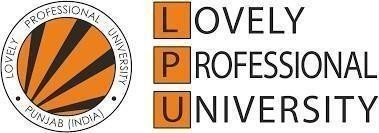 LOVELY PROFESSIONAL UNIVERSITY
• PUNJAB (INDIA) •
LOVELY
PROFESSIONAL
UNIVERSITY